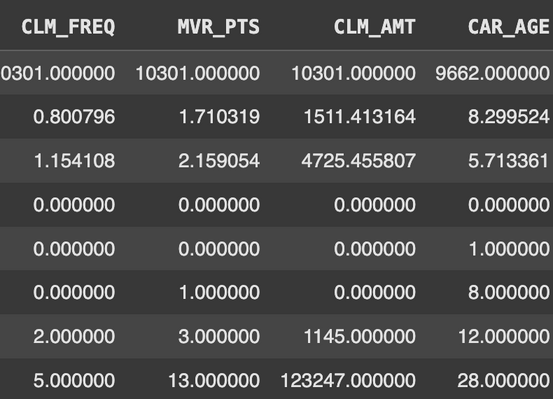 CLM_FREQ MVR_PTS CLM_AMT CAR_AGE
0301.000000 10301.000000 10301.000000 9662.000000
0.800796 1.710319 1511.413164 8.299524
1.154108 2.159054 4725.455807 5.713361
0.000000 0.000000 0.000000 0.000000
0.000000 0.000000 0.000000 1.000000
0.000000 1.000000 0.000000 8.000000
2.000000 3.000000 1145.000000 12.000000
5.000000 13.000000 123247.000000 28.000000